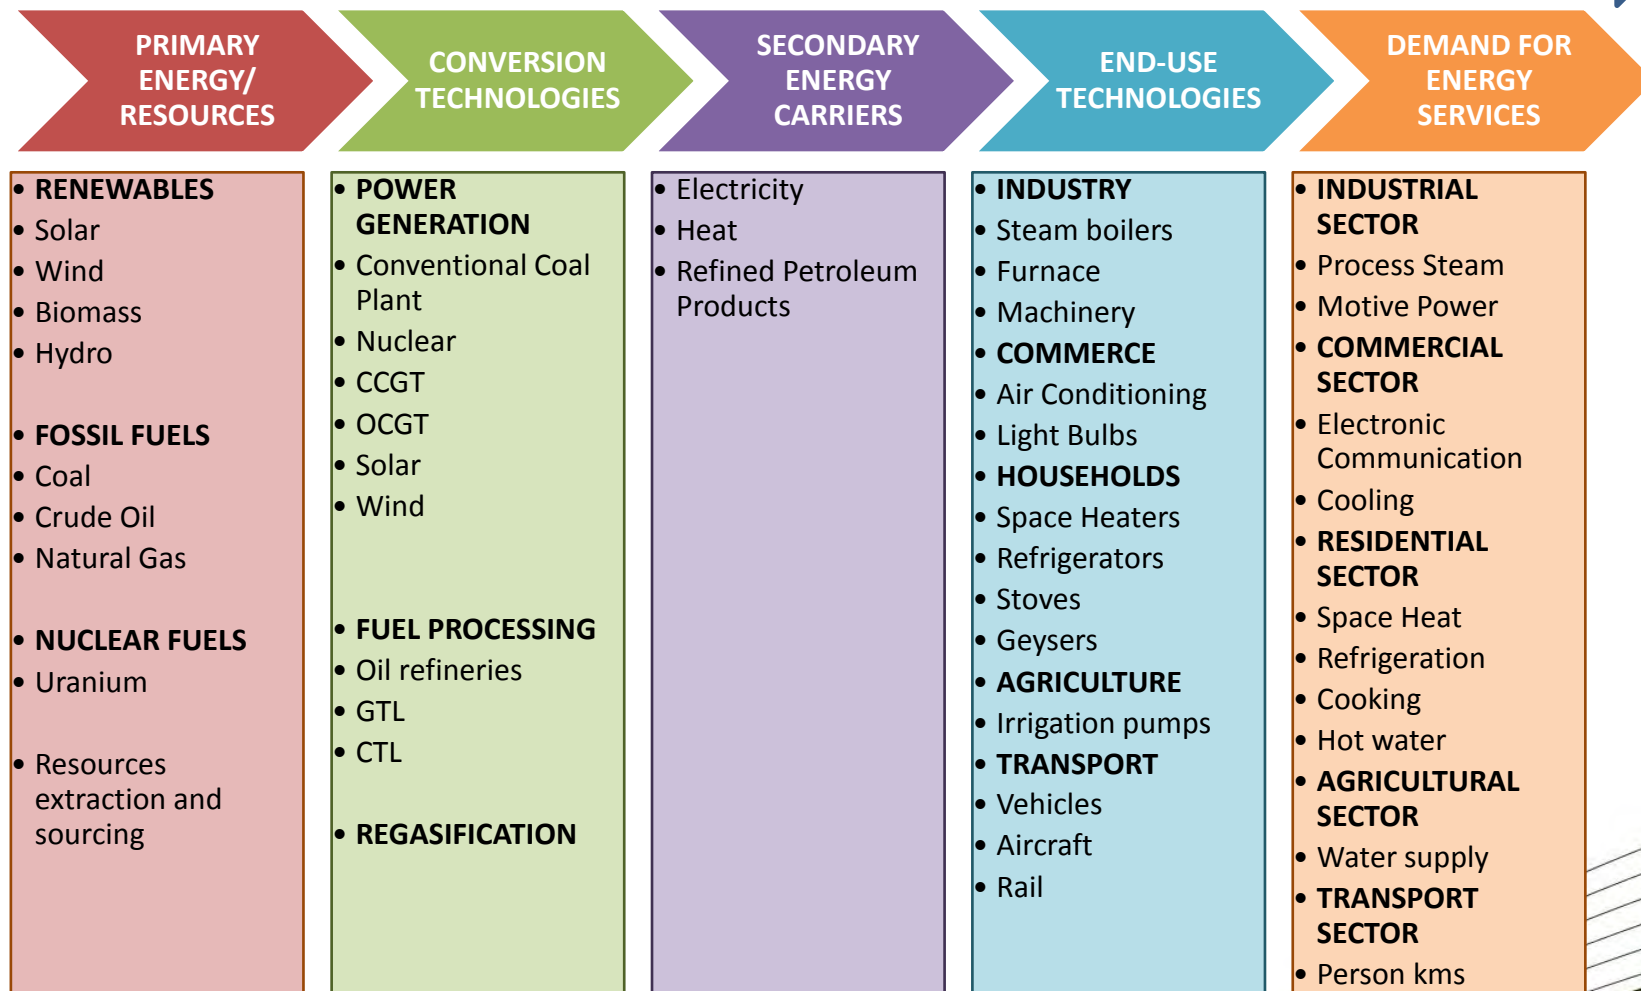 PRIMARY
ENERGY/
RESOURCES
CONVERSION
TECHNOLOGIES
SECONDARY
ENERGY
CARRIERS
END-USE
TECHNOLOGIES
DEMAND FOR
ENERGY
SERVICES
• RENEWABLES
• Solar
• Wind
• Biomass
• Hydro
• FOSSIL FUELS
• Coal
• Crude Oil
• Natural Gas
• NUCLEAR FUELS
• Uranium
• Resources
extraction and
sourcing
• POWER
GENERATION
• Conventional Coal
Plant
• Nuclear
• CCGT
• OCGT
• Solar
• Wind
• FUEL PROCESSING
• Oil refineries
• GTL
• CTL
• REGASIFICATION
• Electricity
• Heat
• Refined Petroleum
Products
• INDUSTRY
• Steam boilers
• Furnace
• Machinery
• COMMERCE
• Air Conditioning
• Light Bulbs
• HOUSEHOLDS
• Space Heaters
• Refrigerators
• Stoves
• Geysers
• AGRICULTURE
• Irrigation pumps
• TRANSPORT
• Vehicles
• Aircraft
• Rail
• INDUSTRIAL
SECTOR
• Process Steam
• Motive Power
• COMMERCIAL
SECTOR
• Electronic
Communication
• Cooling
• RESIDENTIAL
SECTOR
• Space Heat
• Refrigeration
• Cooking
• Hot water
• AGRICULTURAL
SECTOR
• Water supply
• TRANSPORT
SECTOR
• Person kms